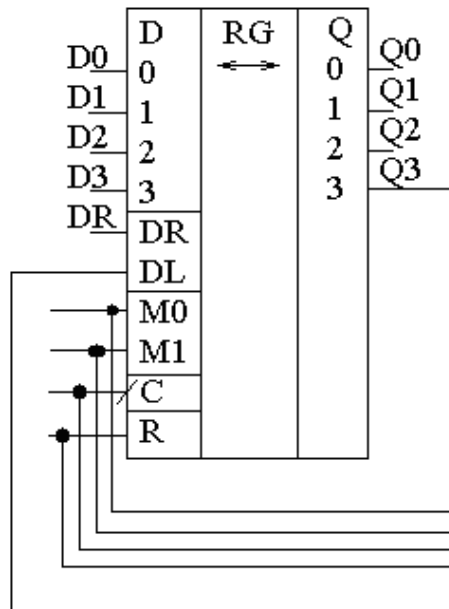 D RG Q
D0 0 0 Q0
D1 1 1 Q1
D2 2 2 Q2
D3 3 3 Q3
DR DR
DL
M0
M1
C
R